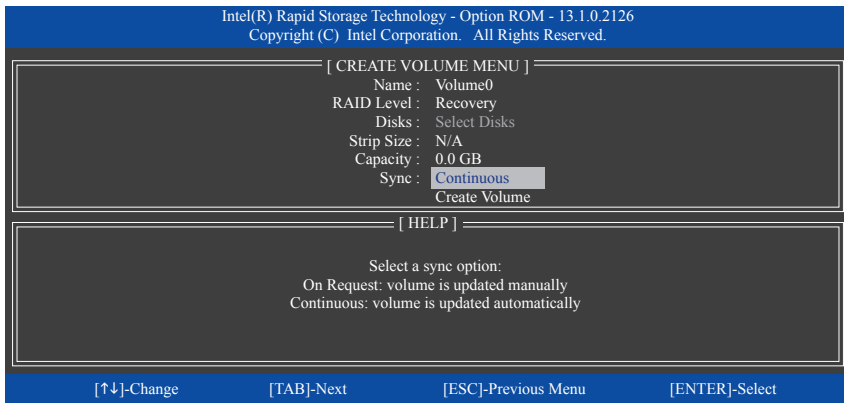 Intel(R) Rapid Storage Technology - Option ROM - 13.1.0.2126
Copyright (C) Intel Corporation. All Rights Reserved.
[ CREATE VOLUME MENU ]
Name : Volume0
RAID Level : Recovery
Disks : Select Disks
Strip Size : N/A
Capacity : 0.0 GB
Sync : Continuous
Create Volume
[ HELP ]
Select a sync option:
On Request: volume is updated manually
Continuous: volume is updated automatically
[↑↓]-Change [TAB]-Next [ESC]-Previous Menu [ENTER]-Select